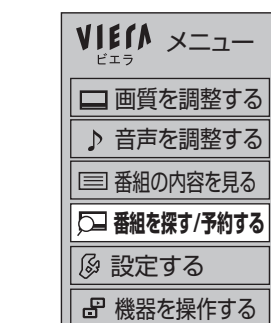 VIERA メニュー
ビエラ
画質を調整する
音声を調整する
番組の内容を見る
番組を探す/予約する
設定する
機器を操作する